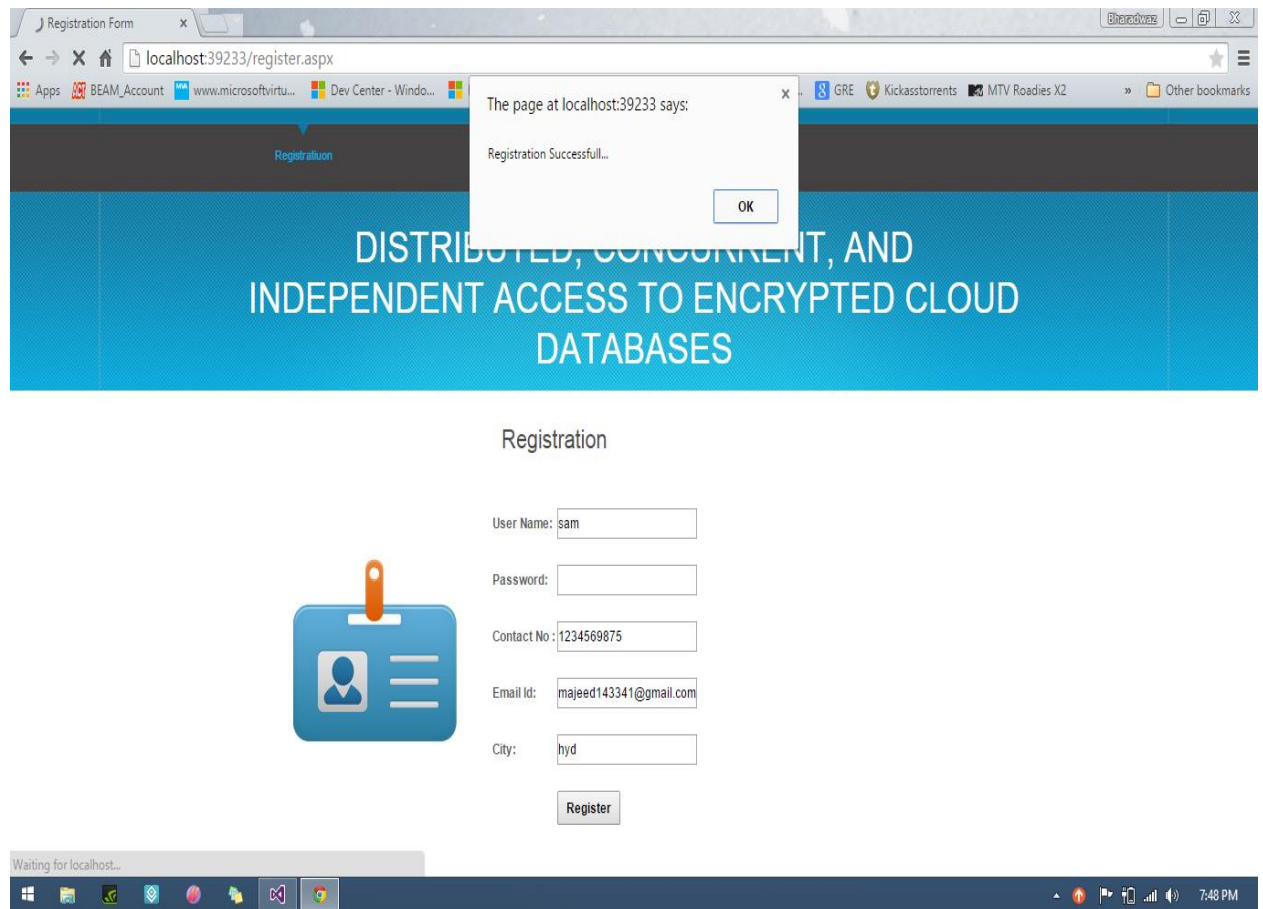 Registration Form
Bharadwaz
localhost:39233/register.aspx
Apps BEAM_Account www.microsoftvirtu... Dev Center - Windo... GRE Kickasstorrents MTV Roadies X2 » Other bookmarks
The page at localhost:39233 says:
Registration Successfull...
OK
Registratiuon
DISTRIBUTED, CONCURRENT, AND
INDEPENDENT ACCESS TO ENCRYPTED CLOUD
DATABASES
Registration
User Name: sam
Password:
Contact No : 1234569875
Email Id: majeed143341@gmail.com
City: hyd
Register
Waiting for localhost...
7:48 PM